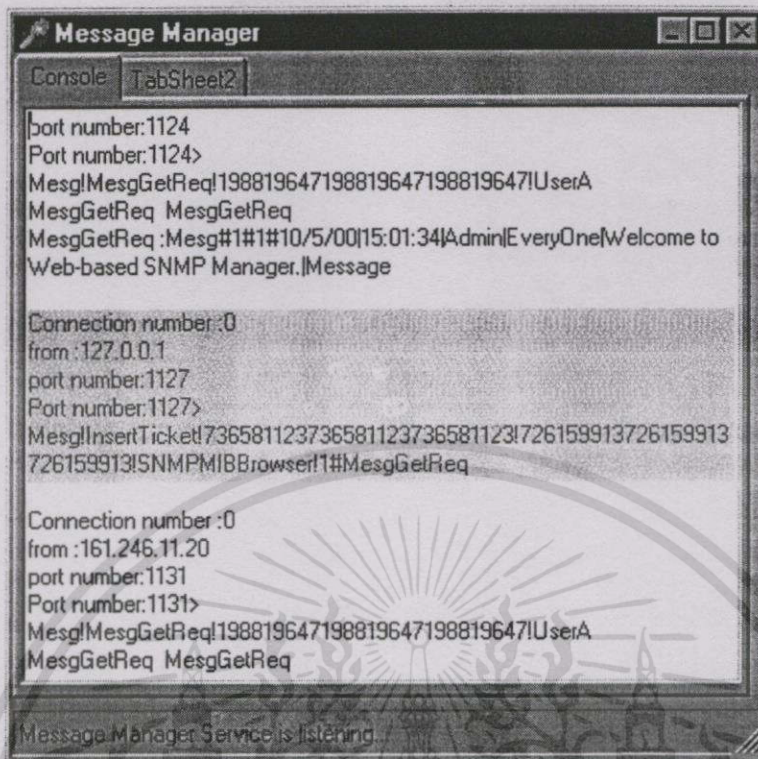 Message Manager
Console TabSheet2
port number:1124
Port number:1124>
Mesg!MesgGetReq!198819647198819647198819647!UserA
MesgGetReq MesgGetReq
MesgGetReq :Mesg#1#1#10/5/00|15:01:34|Admin|EveryOne|Welcome to
Web-based SNMP Manager.|Message
Connection number :0
from :127.0.0.1
port number:1127
Port number:1127>
Mesg!InsertTicket!736581123736581123736581123!726159913726159913
726159913!SNMPMIBBrowser!1#MesgGetReq
Connection number :0
from :161.246.11.20
port number:1131
Port number:1131>
Mesg!MesgGetReq!198819647198819647198819647!UserA
MesgGetReq MesgGetReq
Message Manager Service is listening...